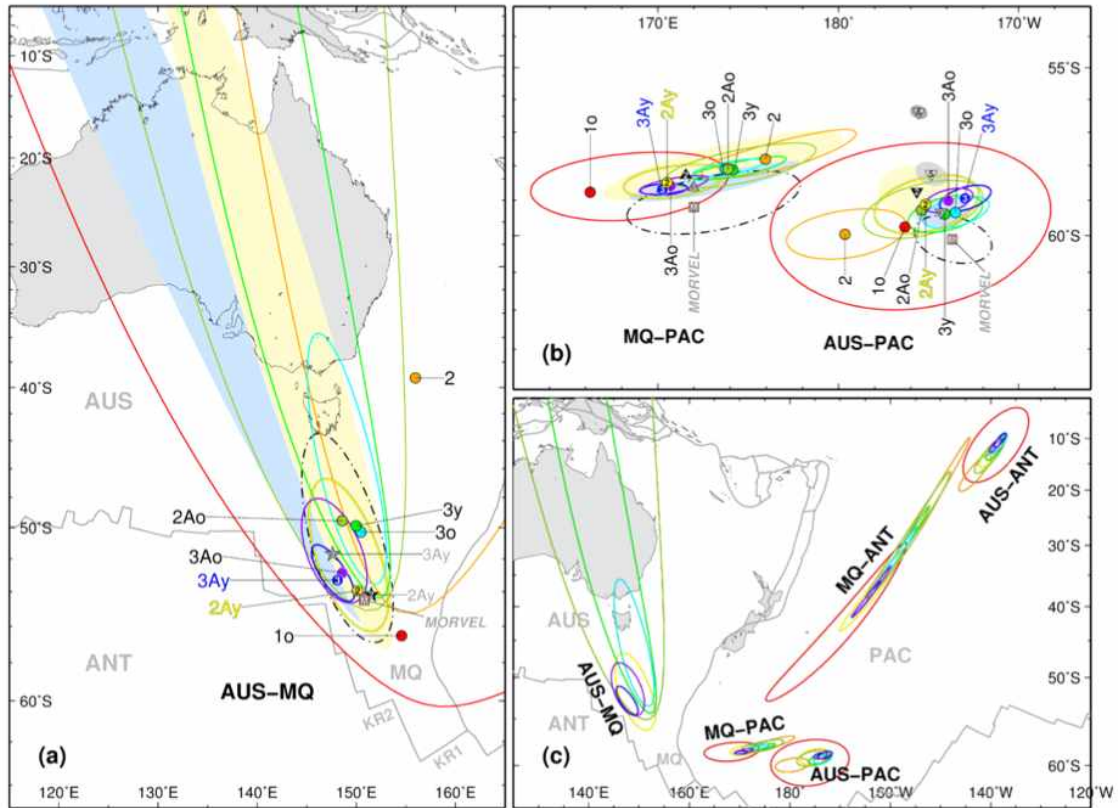 10˚S
20˚S
30˚S
40˚S
50˚S
60˚S
120˚E
130˚E
140˚E
150˚E
160˚E
AUS
2
2Ao
3y
3o
3Ay
3Ao
3Ay
2Ay
2Ay
MORVEL
1o
ANT
MQ
AUS-MQ
KR2
KR1
(a)
170˚E
180˚
170˚W
55˚S
60˚S
1o
3Ay
2Ay
3o
2Ao
3y
2
3Ao
3o
3Ay
3Ao
MORVEL
2
1o
2Ao
2Ay
3y
MORVEL
MQ-PAC
AUS-PAC
(b)
10˚S
20˚S
30˚S
40˚S
50˚S
60˚S
AUS-ANT
MQ-ANT
AUS
PAC
AUS-MQ
ANT
MQ
MQ-PAC
AUS-PAC
(c)
140˚E
160˚E
180˚
160˚W
140˚W
120˚W